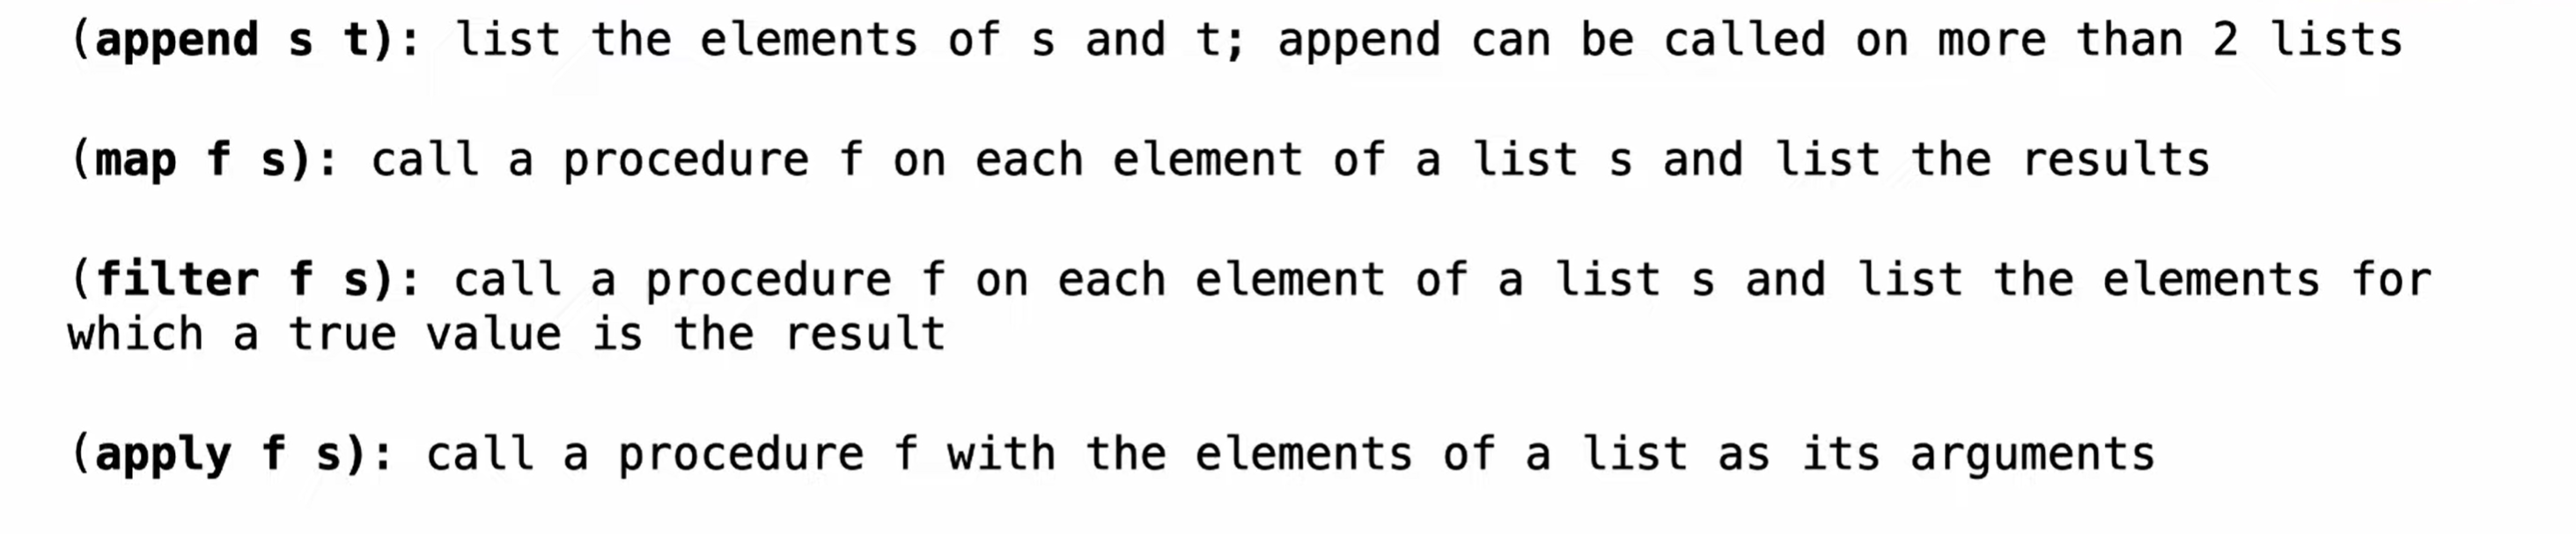 (append s t): list the elements of s and t; append can be called on more than 2 lists
(map f s): call a procedure f on each element of a list s and list the results
(filter f s): call a procedure f on each element of a list s and list the elements for
which a true value is the result
(apply f s): call a procedure f with the elements of a list as its arguments